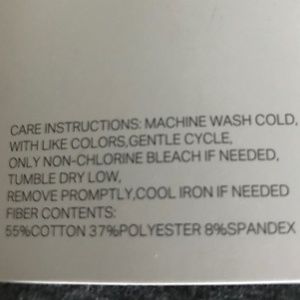 CARE INSTRUCTIONS: MACHINE WASH COLD,
WITH LIKE COLORS,GENTLE CYCLE,
ONLY NON-CHLORINE BLEACH IF NEEDED,
TUMBLE DRY LOW,
REMOVE PROMPTLY,COOL IRON IF NEEDED
FIBER CONTENTS:
55%COTTON 37%POLYESTER 8%SPANDEX